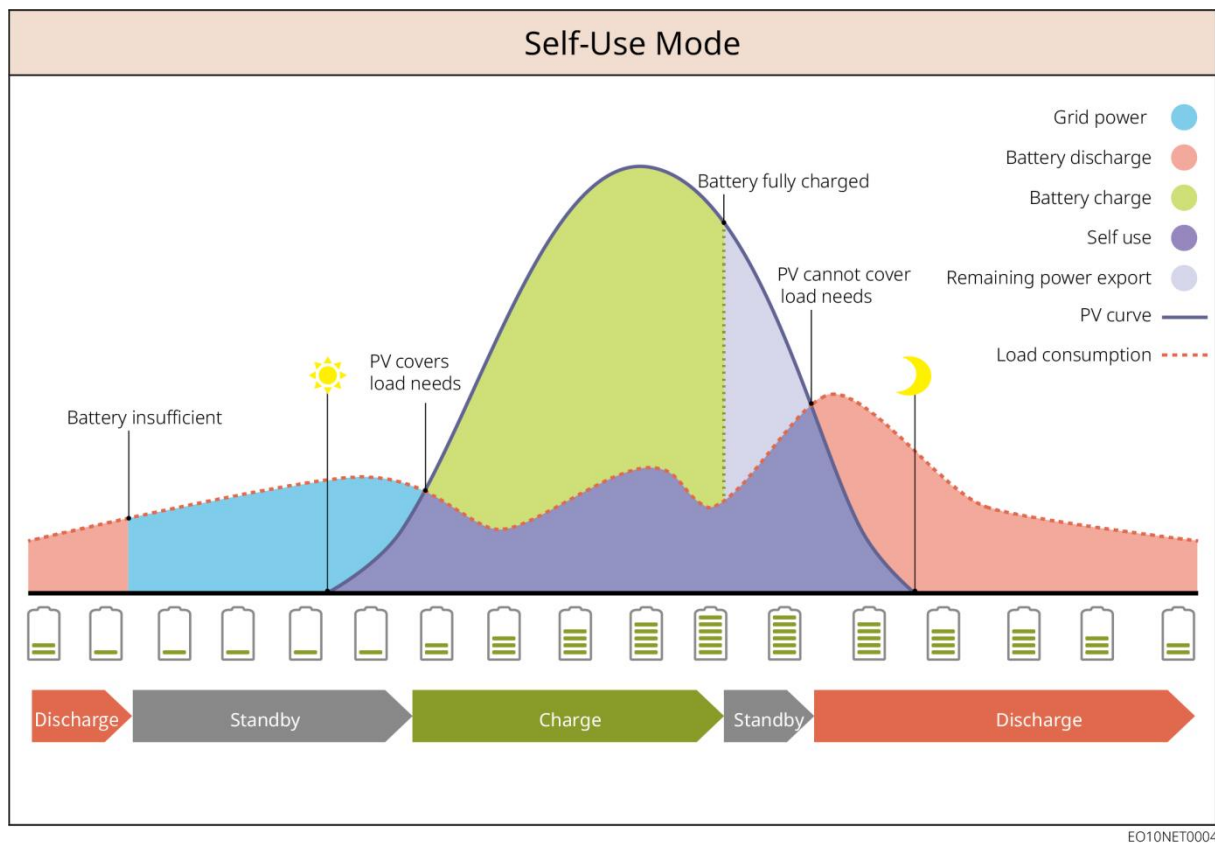 Self-Use Mode
Grid power
Battery discharge
Battery charge
Self use
Remaining power export
PV curve
Load consumption
Battery fully charged
PV cannot cover
load needs
PV covers
load needs
Battery insufficient
Discharge
Standby
Charge
Standby
Discharge
EO10NET0004